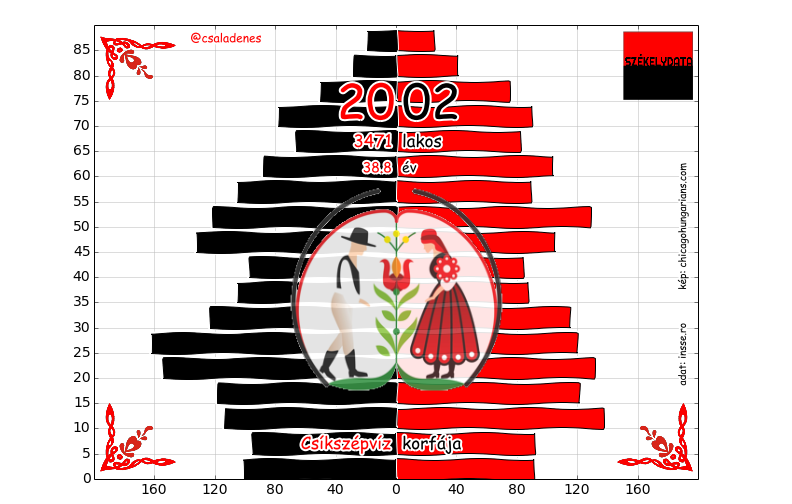 @csaladenes
SZÉKELYDATA
2002
3471 lakos
38.8 év
kép: chicagohungarians.com
adat: insse.ro
Csíkszépvíz korfája
85
80
75
70
65
60
55
50
45
40
35
30
25
20
15
10
5
0
160 120 80 40 0 40 80 120 160